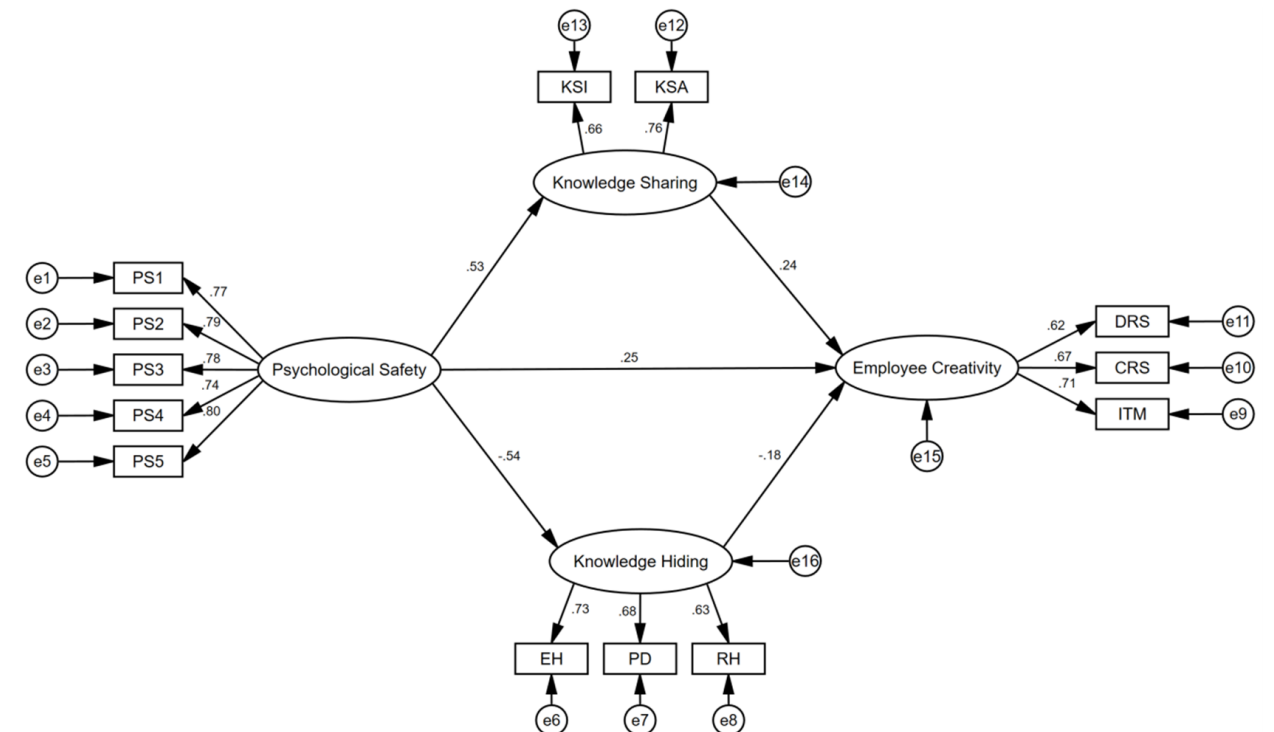 e13
e12
KSI
KSA
.66
.76
Knowledge Sharing
e14
.53
.24
e1
PS1
.77
e2
PS2
.79
e3
PS3
.78
e4
PS4
.74
e5
PS5
.80
Psychological Safety
.25
Employee Creativity
e15
.62
DRS
e11
.67
CRS
e10
.71
ITM
e9
-.54
-.18
Knowledge Hiding
e16
.73
.68
.63
EH
PD
RH
e6
e7
e8